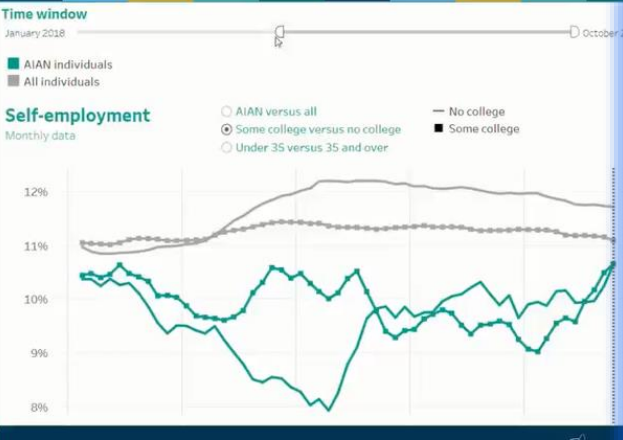 Time window
January 2018 October
AIAN individuals
All individuals
Self-employment
Monthly data
AIAN versus all
Some college versus no college
Under 35 versus 35 and over
No college
Some college
12%
11%
10%
9%
8%